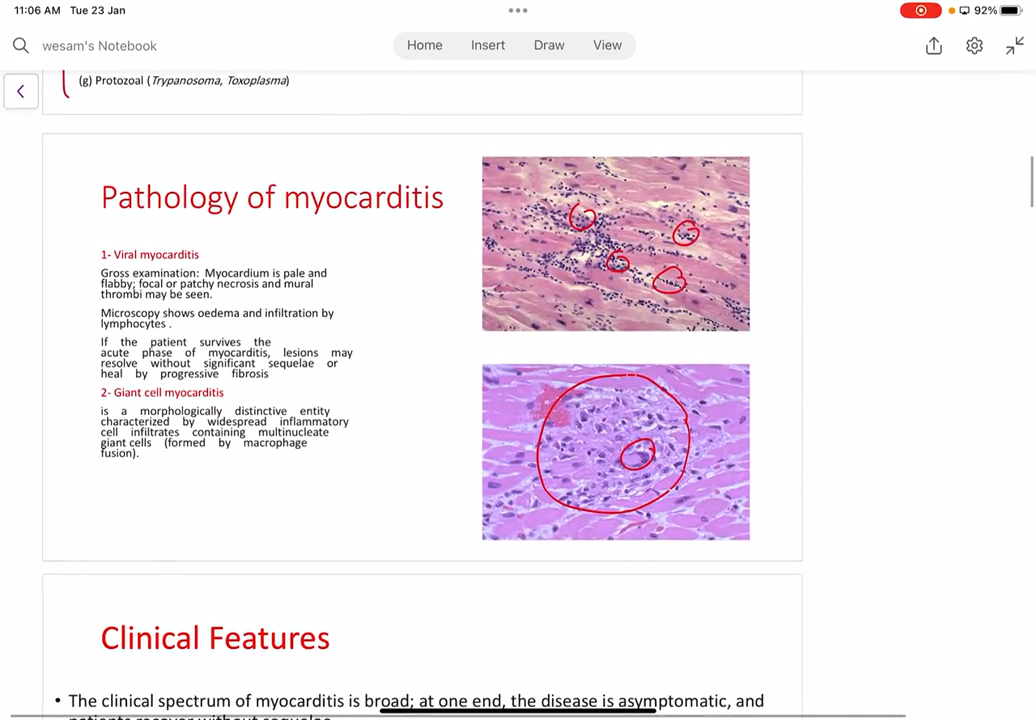 11:06 AM Tue 23 Jan
92%
wesam's Notebook
Home
Insert
Draw
View
(g) Protozoal (Trypanosoma, Toxoplasma)
Pathology of myocarditis
1- Viral myocarditis
Gross examination: Myocardium is pale and
flabby; focal or patchy necrosis and mural
thrombi may be seen.
Microscopy shows oedema and infiltration by
lymphocytes .
If the patient survives the
acute phase of myocarditis, lesions may
resolve without significant sequelae or
heal by progressive fibrosis
2- Giant cell myocarditis
is a morphologically distinctive entity
characterized by widespread inflammatory
cell infiltrates containing multinucleate
giant cells (formed by macrophage
fusion).
Clinical Features
• The clinical spectrum of myocarditis is broad; at one end, the disease is asymptomatic, and
patients recover without sequelae